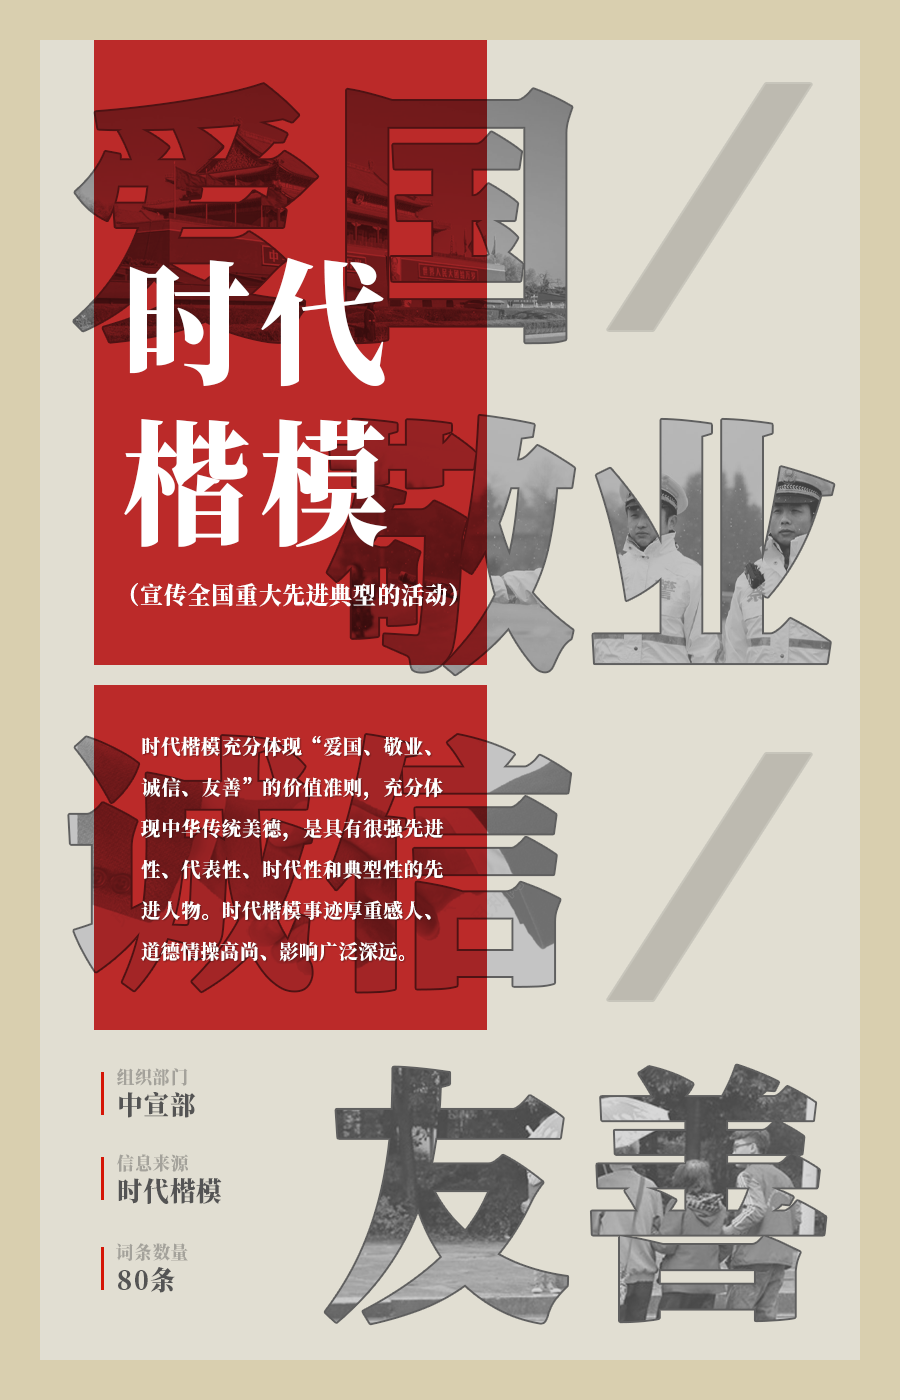 爱国/
时代
楷模
（宣传全国重大先进典型的活动）
敬业
诚信/
时代楷模充分体现“爱国、敬业、
诚信、友善”的价值准则，充分体
现中华传统美德，是具有很强先进
性、代表性、时代性和典型性的先
进人物。时代楷模事迹厚重感人、
道德情操高尚、影响广泛深远。
友善
组织部门
中宣部
信息来源
时代楷模
词条数量
80条